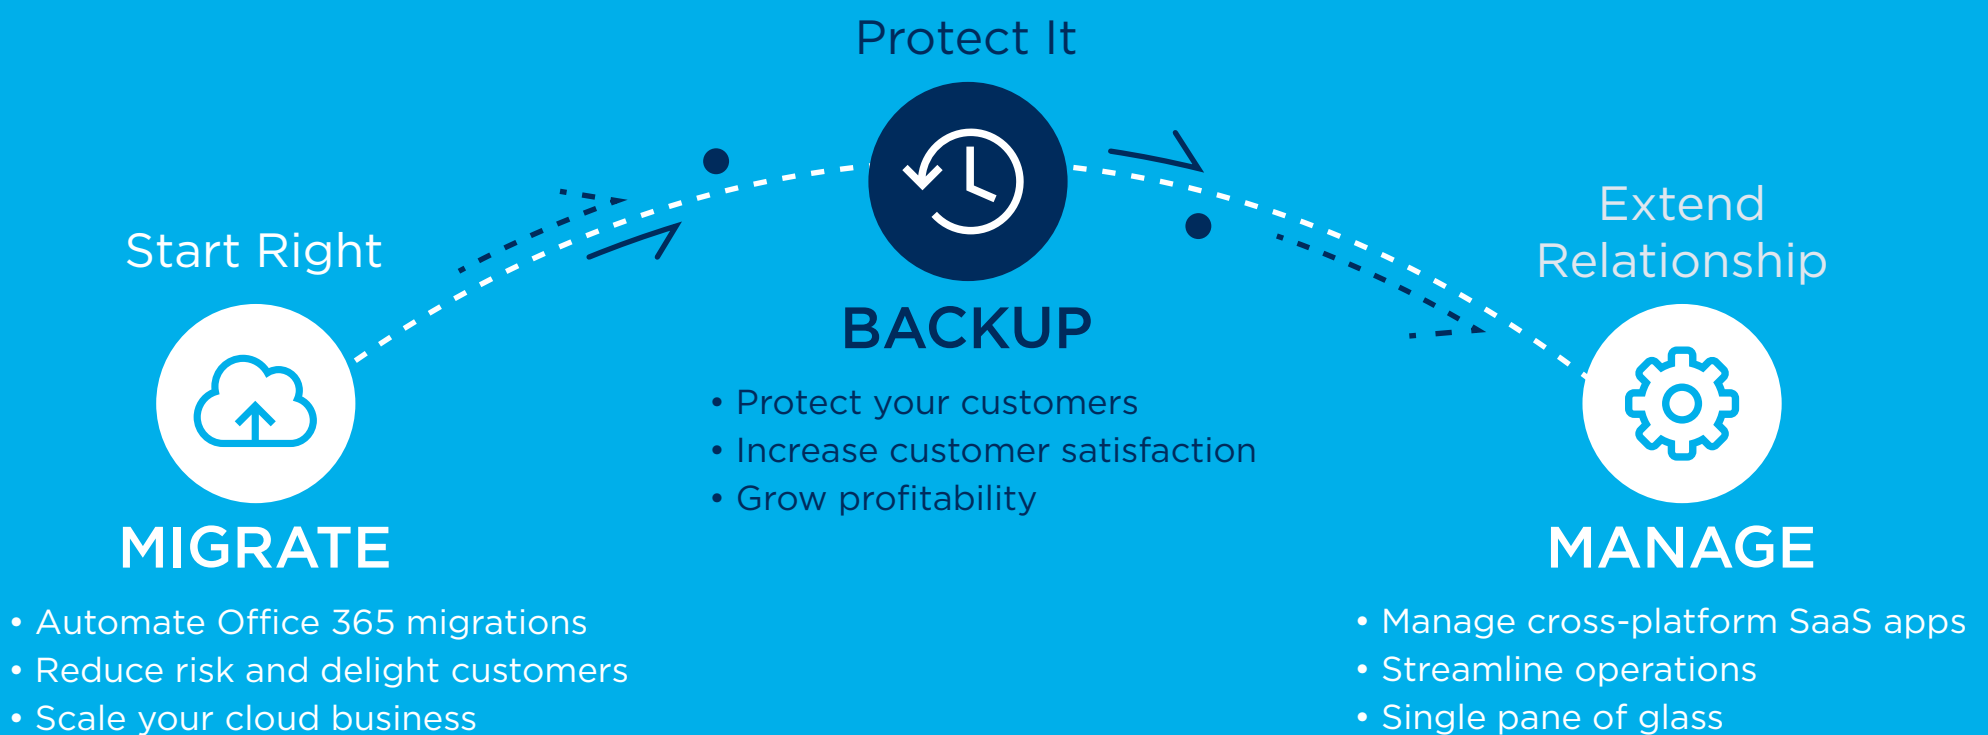 Start Right
MIGRATE
• Automate Office 365 migrations
• Reduce risk and delight customers
• Scale your cloud business
Protect It
BACKUP
• Protect your customers
• Increase customer satisfaction
• Grow profitability
Extend
Relationship
MANAGE
• Manage cross-platform SaaS apps
• Streamline operations
• Single pane of glass